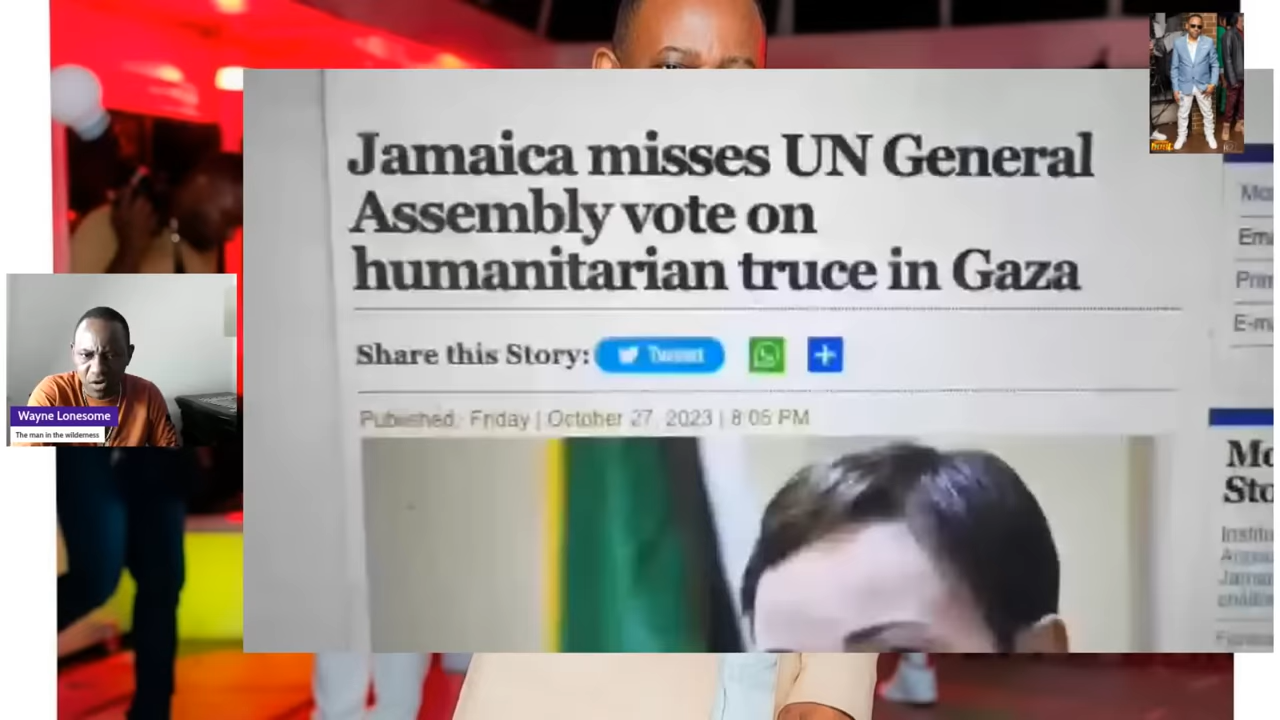 Jamaica misses UN General
Assembly vote on
humanitarian truce in Gaza
Share this Story:
Tweet
Published: Friday | October 27, 2023 | 8:05 PM
Wayne Lonesome
The man in the wilderness